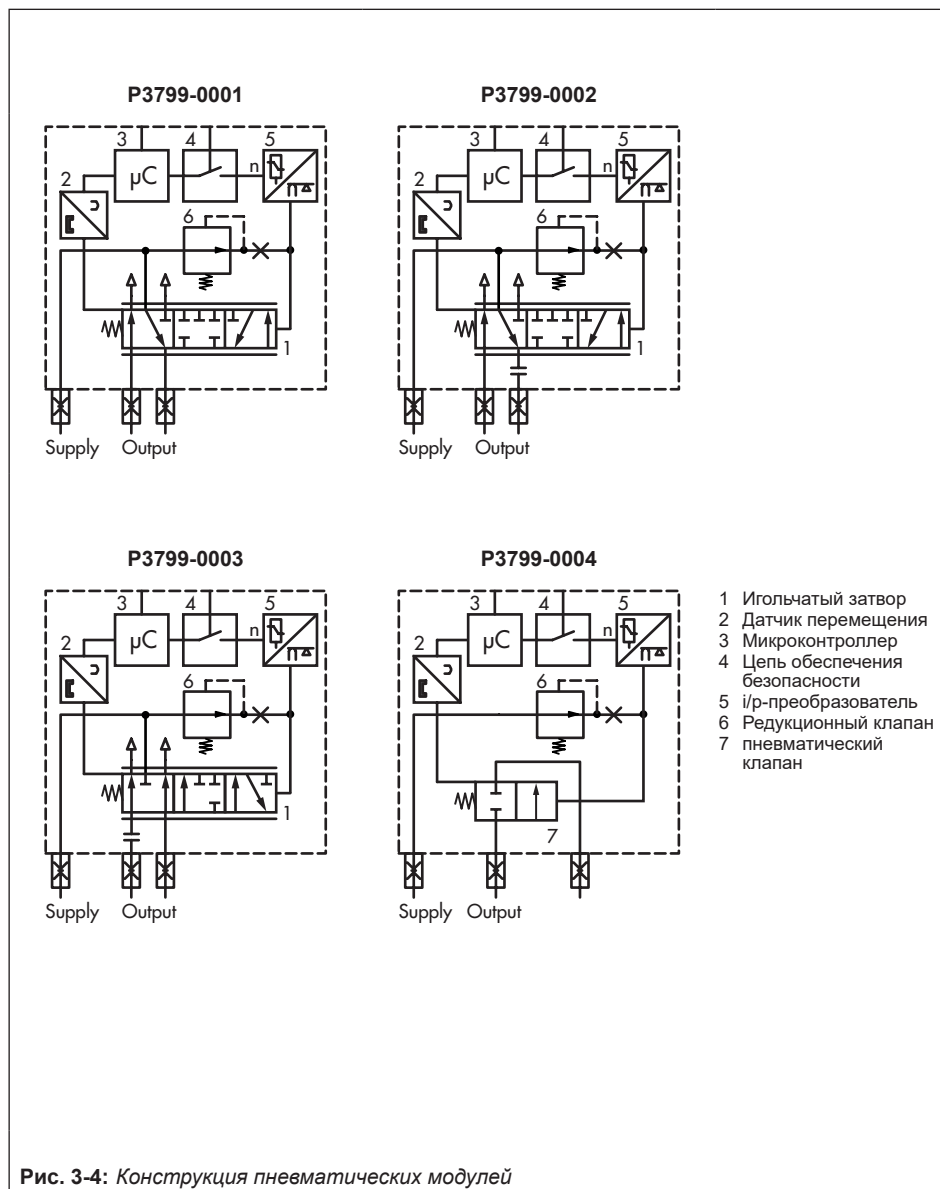 P3799-0001
P3799-0002
3
4
5
2
µC
n
6
1
Supply
Output
3
4
5
2
µC
n
6
1
Supply
Output
P3799-0003
P3799-0004
3
4
5
2
µC
n
6
1
Supply
Output
3
4
5
2
µC
n
6
7
Supply
Output
1 Игольчатый затвор
2 Датчик перемещения
3 Микроконтроллер
4 Цепь обеспечения
безопасности
5 i/p-преобразователь
6 Редукционный клапан
7 пневматический
клапан
Рис. 3-4: Конструкция пневматических модулей